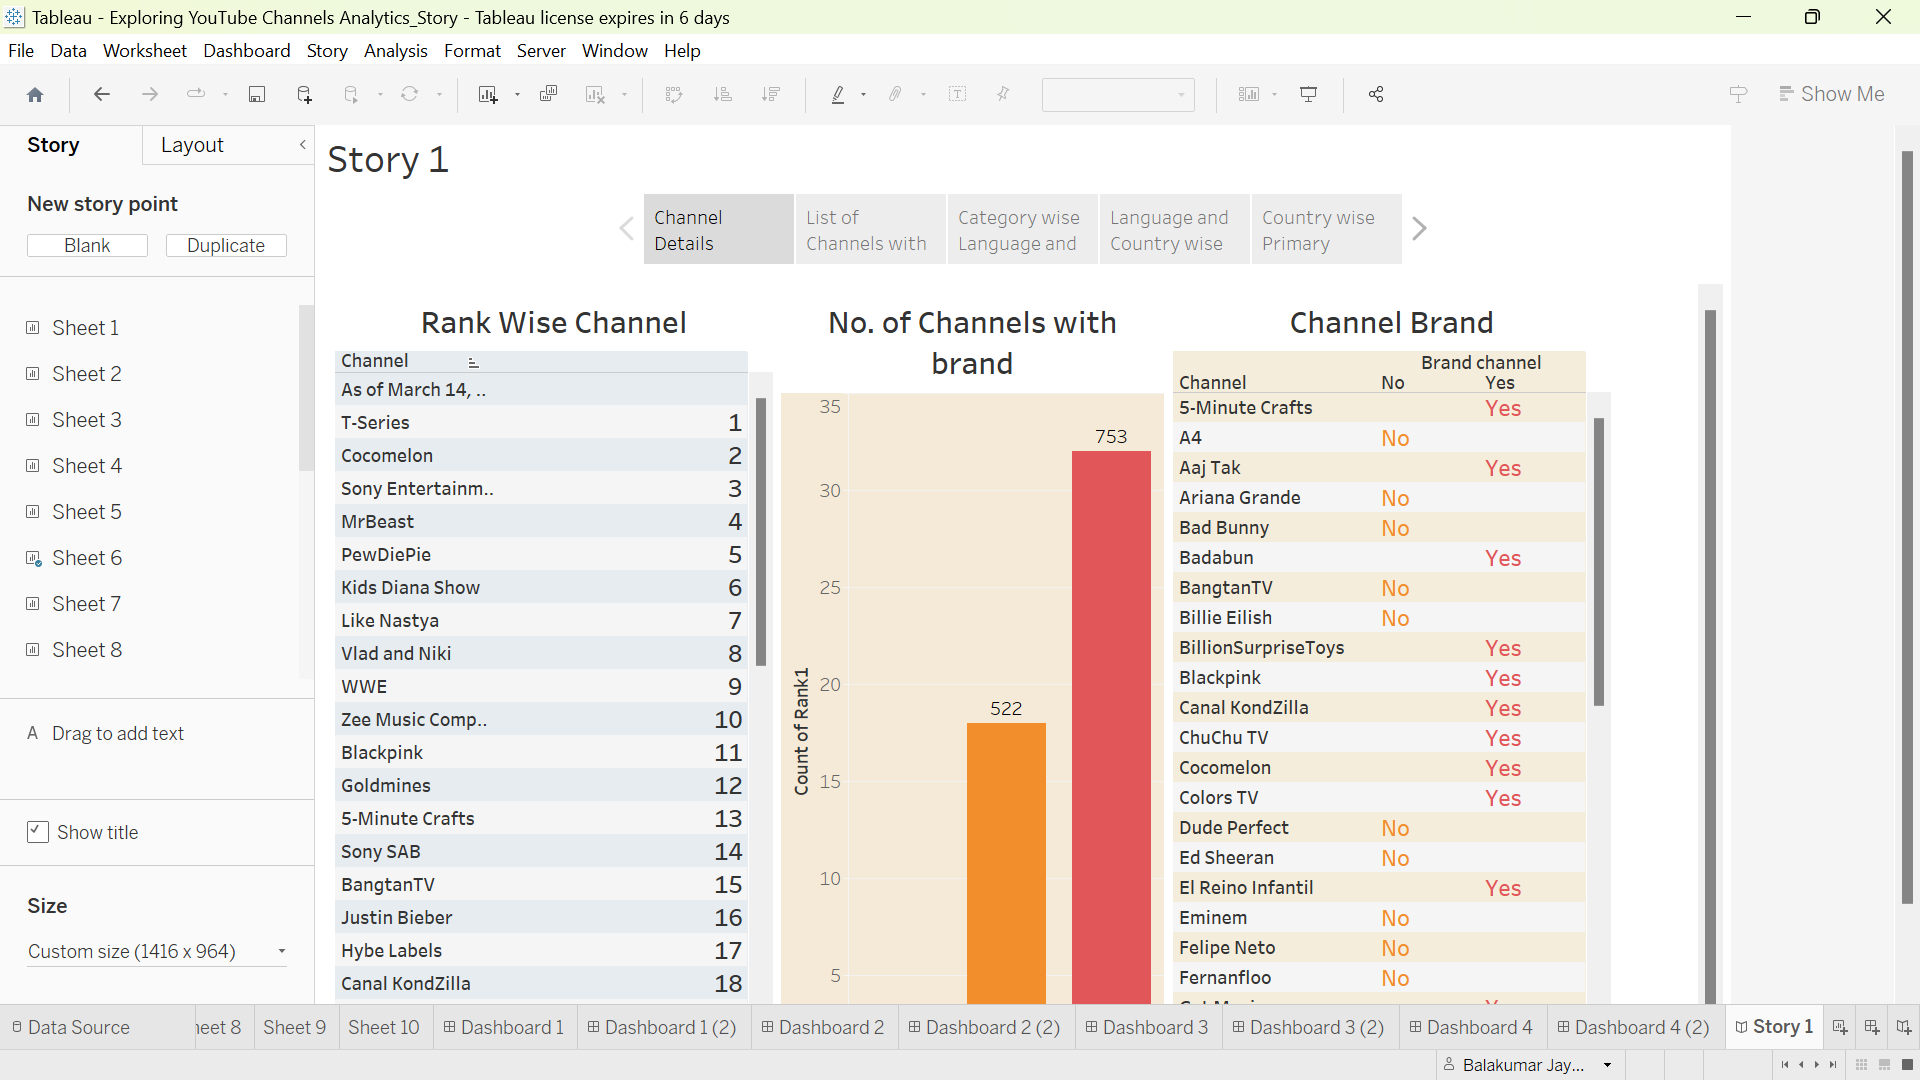 Tableau - Exploring YouTube Channels Analytics_Story - Tableau license expires in 6 days
File Data Worksheet Dashboard Story Analysis Format Server Window Help
Show Me
Story
Layout
New story point
Blank
Duplicate
Sheet 1
Sheet 2
Sheet 3
Sheet 4
Sheet 5
Sheet 6
Sheet 7
Sheet 8
A Drag to add text
Show title
Size
Custom size (1416 x 964)
Story 1
Channel
Details
List of
Channels with
Category wise
Language and
Language and
Country wise
Country wise
Primary
Rank Wise Channel
Channel
As of March 14, ..
T-Series 1
Cocomelon 2
Sony Entertainm.. 3
MrBeast 4
PewDiePie 5
Kids Diana Show 6
Like Nastya 7
Vlad and Niki 8
WWE 9
Zee Music Comp.. 10
Blackpink 11
Goldmines 12
5-Minute Crafts 13
Sony SAB 14
BangtanTV 15
Justin Bieber 16
Hybe Labels 17
Canal KondZilla 18
No. of Channels with
brand
35
30
25
20
15
10
5
Count of Rank1
522
753
Channel Brand
Brand channel
Channel No Yes
5-Minute Crafts Yes
A4 No
Aaj Tak Yes
Ariana Grande No
Bad Bunny No
Badabun Yes
BangtanTV No
Billie Eilish No
BillionSurpriseToys Yes
Blackpink Yes
Canal KondZilla Yes
ChuChu TV Yes
Cocomelon Yes
Colors TV Yes
Dude Perfect No
Ed Sheeran No
El Reino Infantil Yes
Eminem No
Felipe Neto No
Fernanfloo No
Data Source heet 8 Sheet 9 Sheet 10 Dashboard 1 Dashboard 1 (2) Dashboard 2 Dashboard 2 (2) Dashboard 3 Dashboard 3 (2) Dashboard 4 Dashboard 4 (2) Story 1
Balakumar Jay...